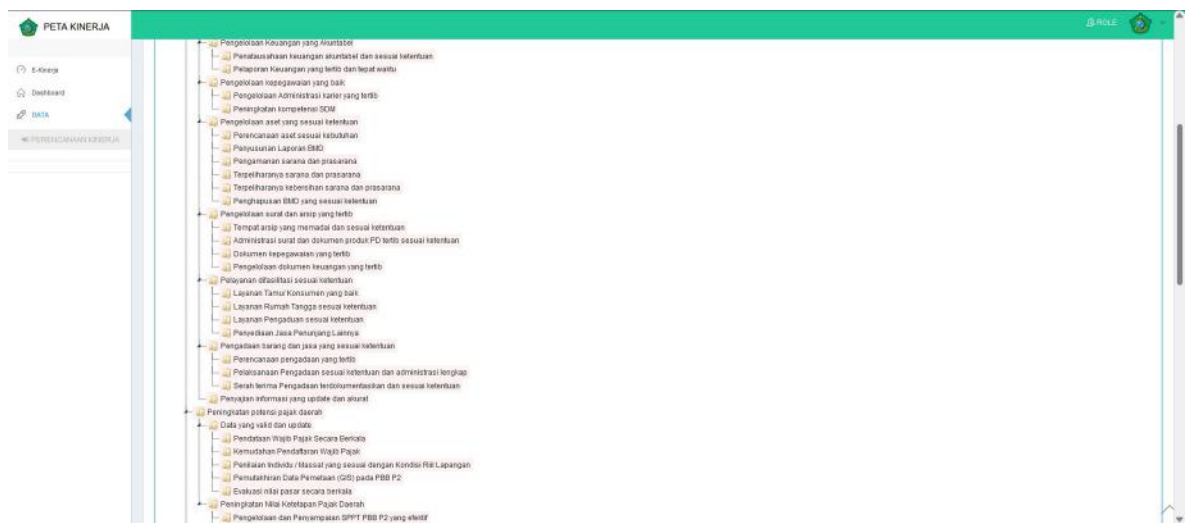 PETA KINERJA
ROLE
E-Kinerja
Dashboard
DATA
PERENCANAAN KINERJA
Pengelolaan Keuangan yang Akuntabel
Penatausahaan keuangan akuntabel dan sesuai ketentuan
Pelaporan Keuangan yang tertib dan tepat waktu
Pengelolaan kepegawaian yang baik
Pengelolaan Administrasi karier yang tertib
Peningkatan kompetensi SDM
Pengelolaan aset yang sesuai ketentuan
Perencanaan aset sesuai kebutuhan
Penyusunan Laporan BMD
Pengamanan sarana dan prasarana
Terpeliharanya sarana dan prasarana
Terpeliharanya kebersihan sarana dan prasarana
Penghapusan BMD yang sesuai ketentuan
Pengelolaan surat dan arsip yang tertib
Tempat arsip yang memadai dan sesuai ketentuan
Administrasi surat dan dokumen produk PD tertib sesuai ketentuan
Dokumen kepegawaian yang tertib
Pengelolaan dokumen keuangan yang tertib
Pelayanan difasilitasi sesuai ketentuan
Layanan Tamu/ Konsumen yang baik
Layanan Rumah Tangga sesuai ketentuan
Layanan Pengaduan sesuai ketentuan
Penyediaan Jasa Penunjang Lainnya
Pengadaan barang dan jasa yang sesuai ketentuan
Perencanaan pengadaan yang tertib
Pelaksanaan Pengadaan sesuai ketentuan dan administrasi lengkap
Serah terima Pengadaan terdokumentasikan dan sesuai ketentuan
Penyajian informasi yang update dan akurat
Peningkatan potensi pajak daerah
Data yang valid dan update
Pendataan Wajib Pajak Secara Berkala
Kemudahan Pendaftaran Wajib Pajak
Penilaian Individu / Massal yang sesuai dengan Kondisi Riil Lapangan
Pemutakhiran Data Pemetaan (GIS) pada PBB P2
Evaluasi nilai pasar secara berkala
Peningkatan Nilai Ketetapan Pajak Daerah
Pengelolaan dan Penyampaian SPPT PBB P2 yang efektif